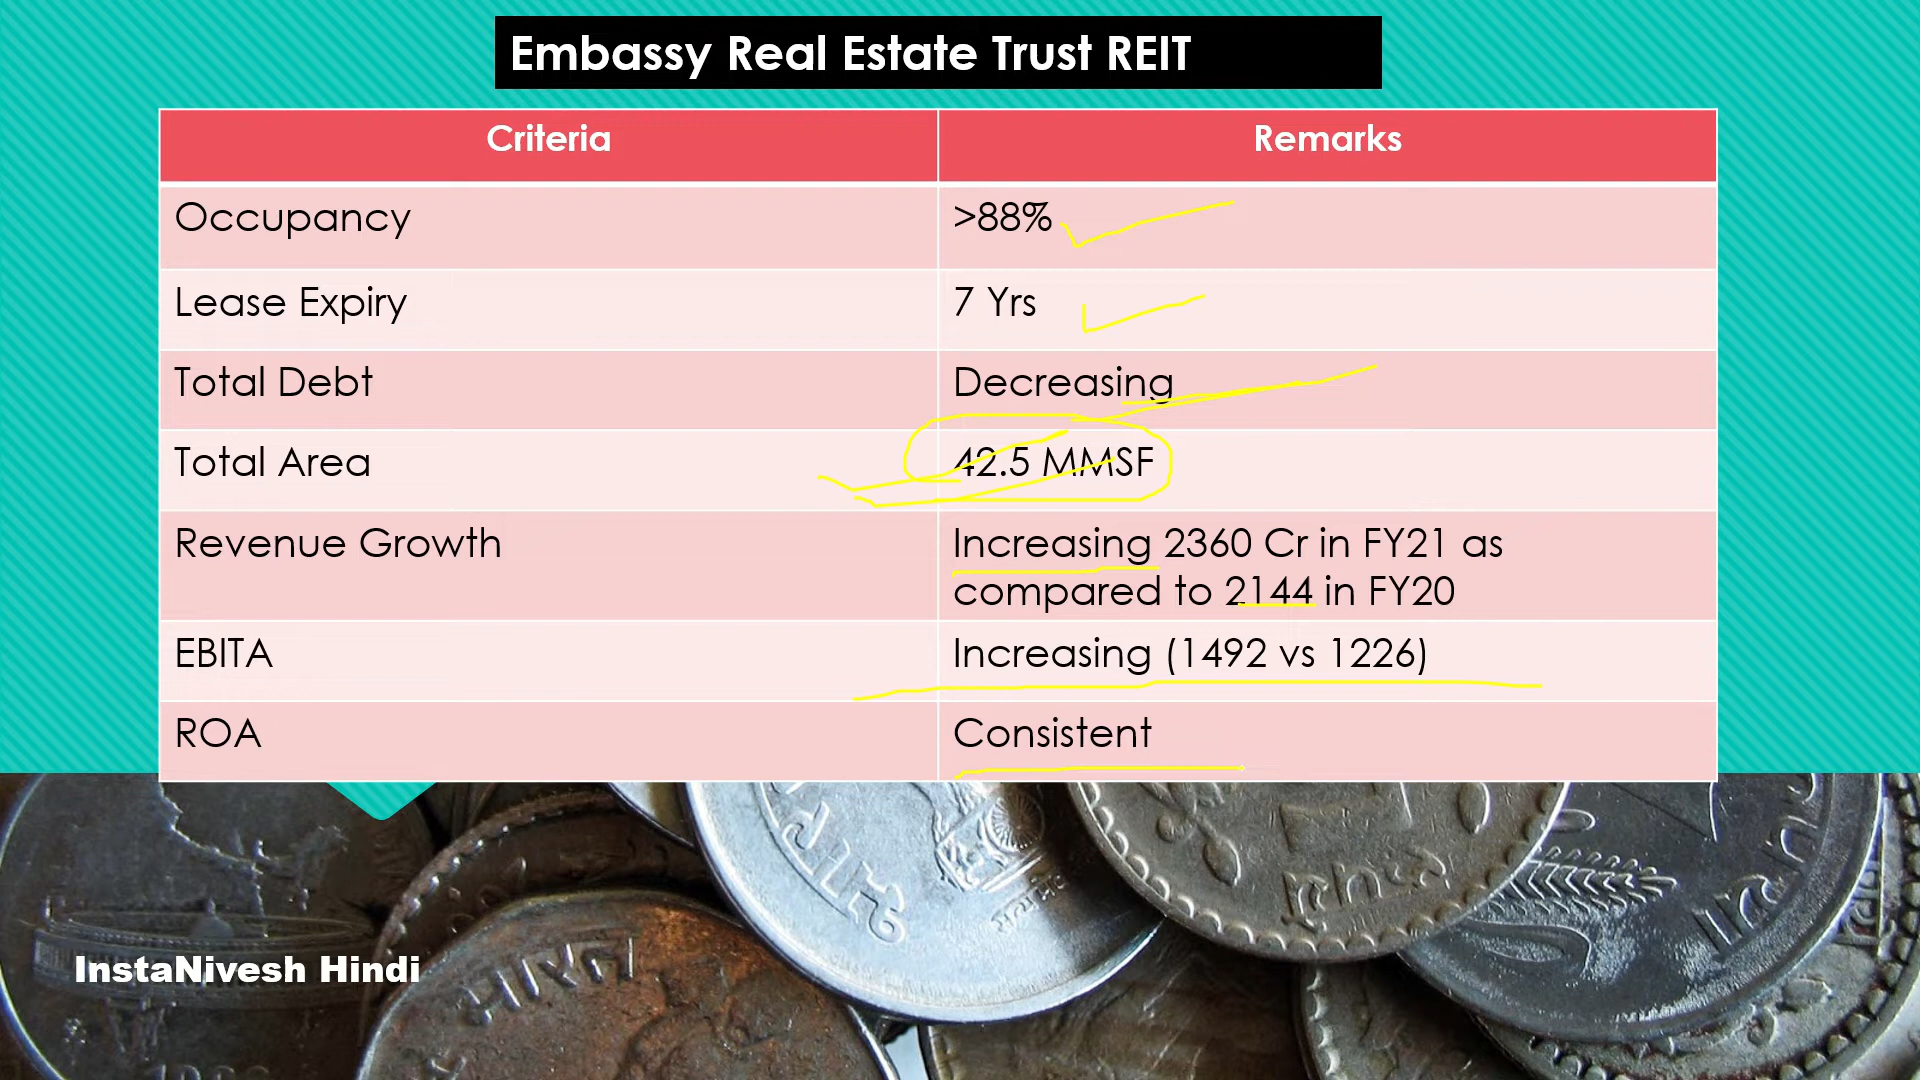 Embassy Real Estate Trust REIT
Criteria Remarks
Occupancy >88%
Lease Expiry 7 Yrs
Total Debt Decreasing
Total Area 42.5 MMSF
Revenue Growth Increasing 2360 Cr in FY21 as
compared to 2144 in FY20
EBITA Increasing (1492 vs 1226)
ROA Consistent
InstaNivesh Hindi